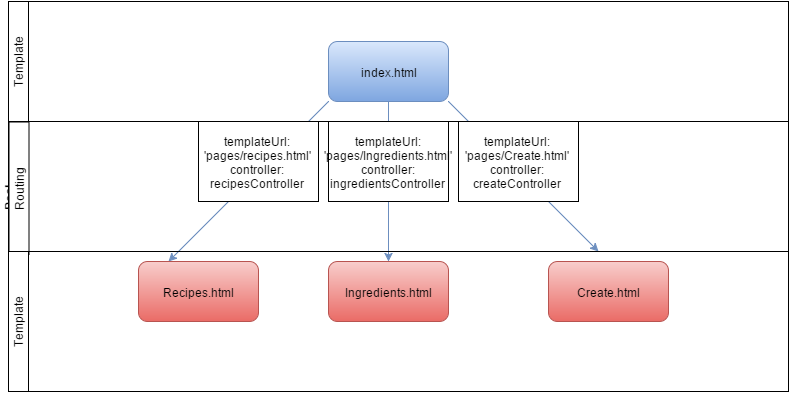 Template
index.html
Routing
templateUrl:
'pages/recipes.html'
controller:
recipesController
templateUrl:
'pages/Ingredients.html'
controller:
ingredientsController
templateUrl:
'pages/Create.html'
controller:
createController
Template
Recipes.html
Ingredients.html
Create.html